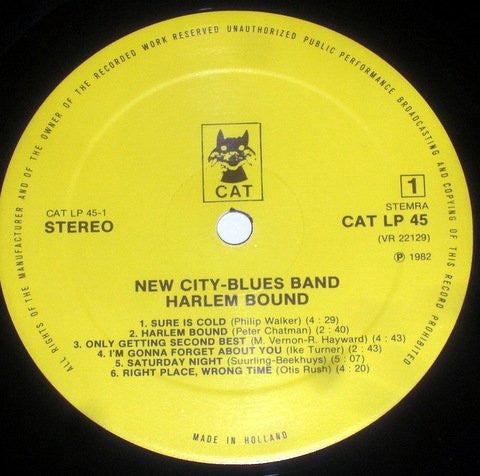 ALL RIGHTS OF THE MANUFACTURER AND OF THE OWNER OF THE RECORDED WORK RESERVED UNAUTHORIZED PUBLIC PERFORMANCE BROADCASTING AND COPYING OF THIS RECORD PROHIBITED
CAT
CAT LP 45-1
STEREO
1
STEMRA
CAT LP 45
(VR 22129)
Ⓟ 1982
NEW CITY-BLUES BAND
HARLEM BOUND
1. SURE IS COLD (Philip Walker) (4 : 29)
2. HARLEM BOUND (Peter Chatman) (2 : 40)
3. ONLY GETTING SECOND BEST (M. Vernon-R. Hayward) (4 : 43)
4. I'M GONNA FORGET ABOUT YOU (Ike Turner) (2 : 43)
5. SATURDAY NIGHT (Suurling-Beekhuys) (5 : 07)
6. RIGHT PLACE, WRONG TIME (Otis Rush) (4 : 20)
MADE IN HOLLAND